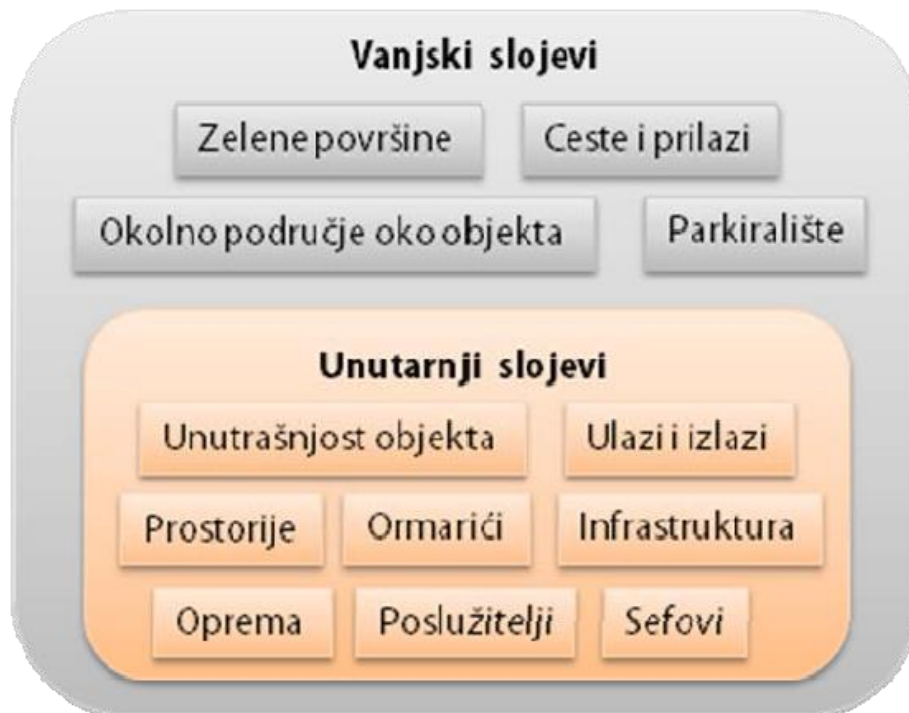 Vanjski slojevi
Zelene površine Ceste i prilazi
Okolno područje oko objekta Parkiralište
Unutarnji slojevi
Unutrašnjost objekta Ulazi i izlazi
Prostorije Ormarići Infrastruktura
Oprema Poslužitelji Sefovi